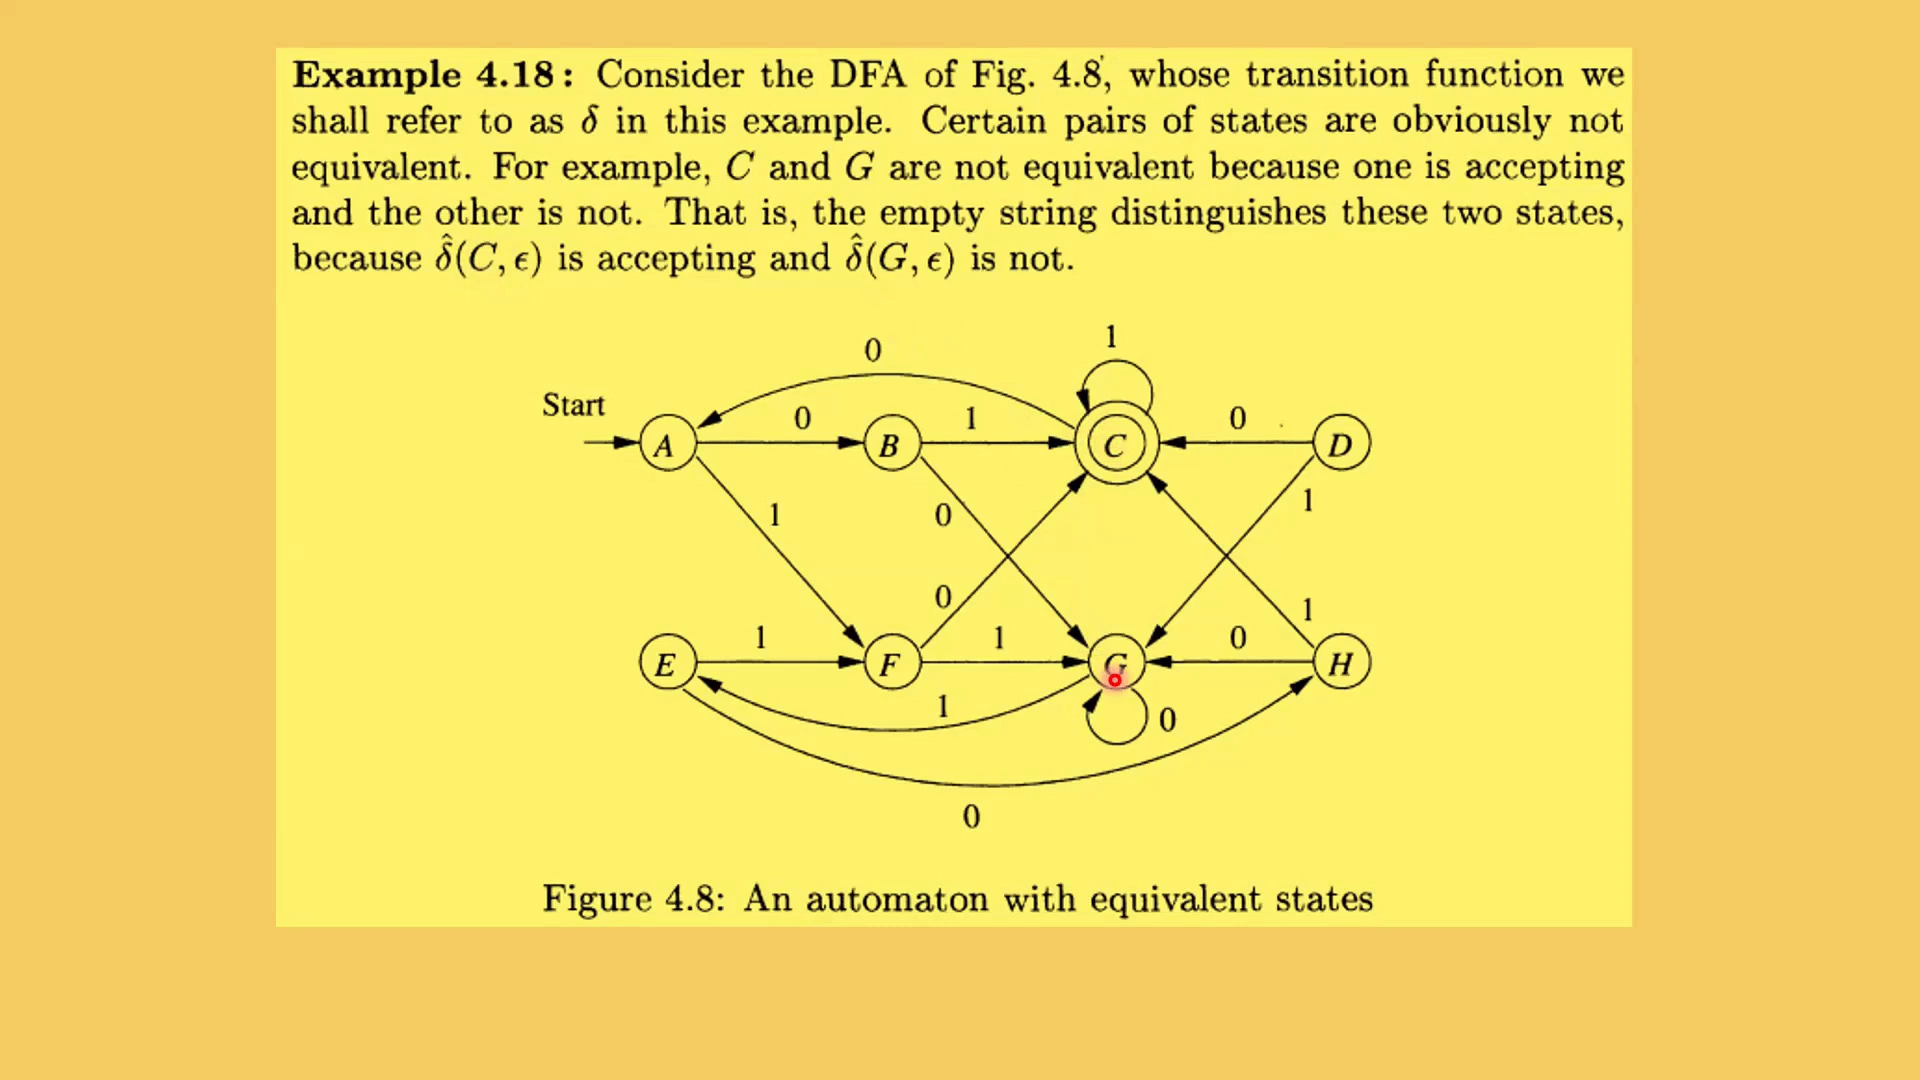 Example 4.18: Consider the DFA of Fig. 4.8, whose transition function we
shall refer to as δ in this example. Certain pairs of states are obviously not
equivalent. For example, C and G are not equivalent because one is accepting
and the other is not. That is, the empty string distinguishes these two states,
because δ̂(C, ϵ) is accepting and δ̂(G, ϵ) is not.
1
0
Start
0
1
0
A
B
C
D
1
0
1
0
1
1
1
0
E
F
G
H
1
0
0
Figure 4.8: An automaton with equivalent states